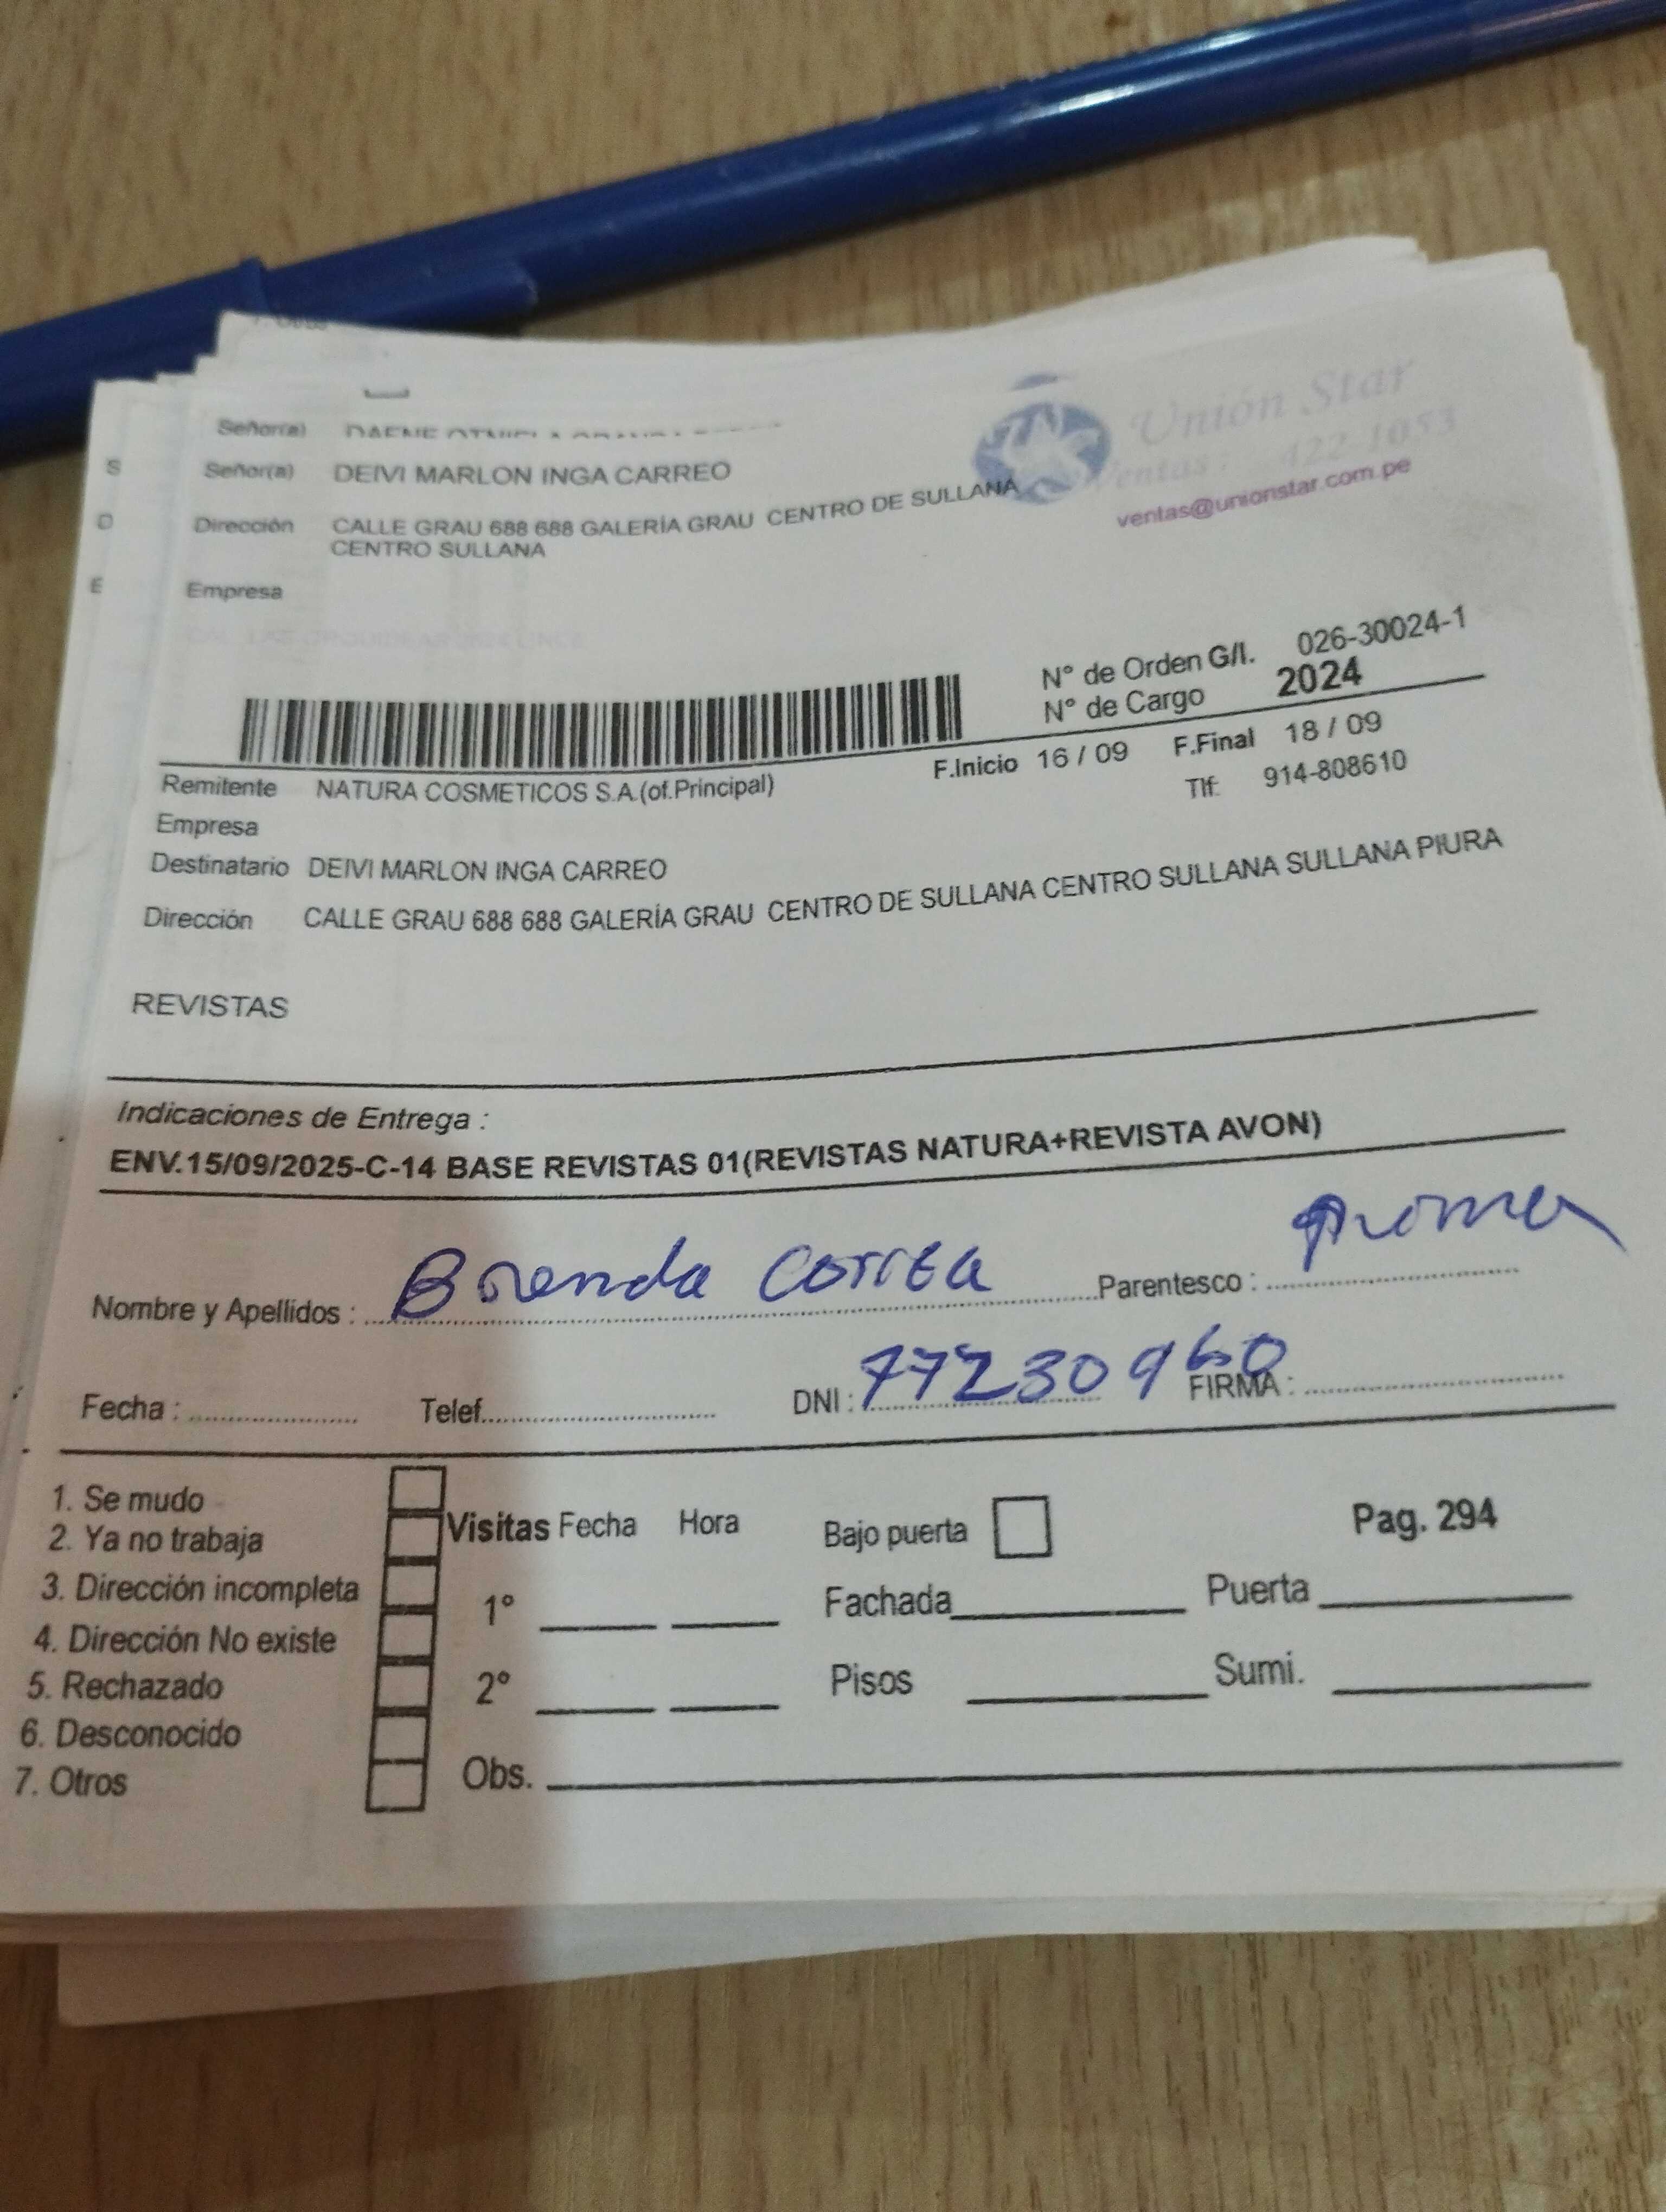 Señor(a)
Unión Star
Ventas: 422-1053
ventas@unionstar.com.pe
S
Señor(a) DEIVI MARLON INGA CARREO
D
Dirección CALLE GRAU 688 688 GALERÍA GRAU CENTRO DE SULLANA
CENTRO SULLANA
E
Empresa
N° de Orden G/I. 026-30024-1
N° de Cargo 2024
F.Inicio 16 / 09 F.Final 18 / 09
Remitente NATURA COSMETICOS S.A.(of.Principal)
Tlf: 914-808610
Empresa
Destinatario DEIVI MARLON INGA CARREO
Dirección CALLE GRAU 688 688 GALERÍA GRAU CENTRO DE SULLANA CENTRO SULLANA SULLANA PIURA
REVISTAS
Indicaciones de Entrega :
ENV.15/09/2025-C-14 BASE REVISTAS 01(REVISTAS NATURA+REVISTA AVON)
Nombre y Apellidos : Brenda Correa Parentesco :
Fecha : Telef. DNI : 77230960 FIRMA :
1. Se mudo
2. Ya no trabaja
3. Dirección incompleta
4. Dirección No existe
5. Rechazado
6. Desconocido
7. Otros
Visitas Fecha Hora
1°
2°
Obs.
Bajo puerta
Pag. 294
Fachada Puerta
Pisos Sumi.